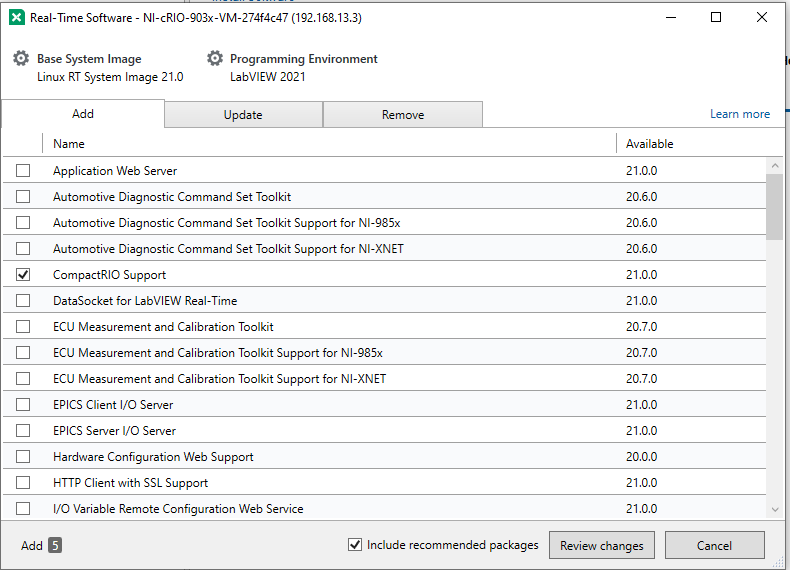 Real-Time Software - NI-cRIO-903x-VM-274f4c47 (192.168.13.3)
Base System Image
Linux RT System Image 21.0
Programming Environment
LabVIEW 2021
Add
Update
Remove
Learn more
Name Available
Application Web Server 21.0.0
Automotive Diagnostic Command Set Toolkit 20.6.0
Automotive Diagnostic Command Set Toolkit Support for NI-985x 20.6.0
Automotive Diagnostic Command Set Toolkit Support for NI-XNET 20.6.0
CompactRIO Support 21.0.0
DataSocket for LabVIEW Real-Time 21.0.0
ECU Measurement and Calibration Toolkit 20.7.0
ECU Measurement and Calibration Toolkit Support for NI-985x 20.7.0
ECU Measurement and Calibration Toolkit Support for NI-XNET 20.7.0
EPICS Client I/O Server 21.0.0
EPICS Server I/O Server 21.0.0
Hardware Configuration Web Support 20.0.0
HTTP Client with SSL Support 21.0.0
I/O Variable Remote Configuration Web Service 21.0.0
Add 5
Include recommended packages
Review changes
Cancel